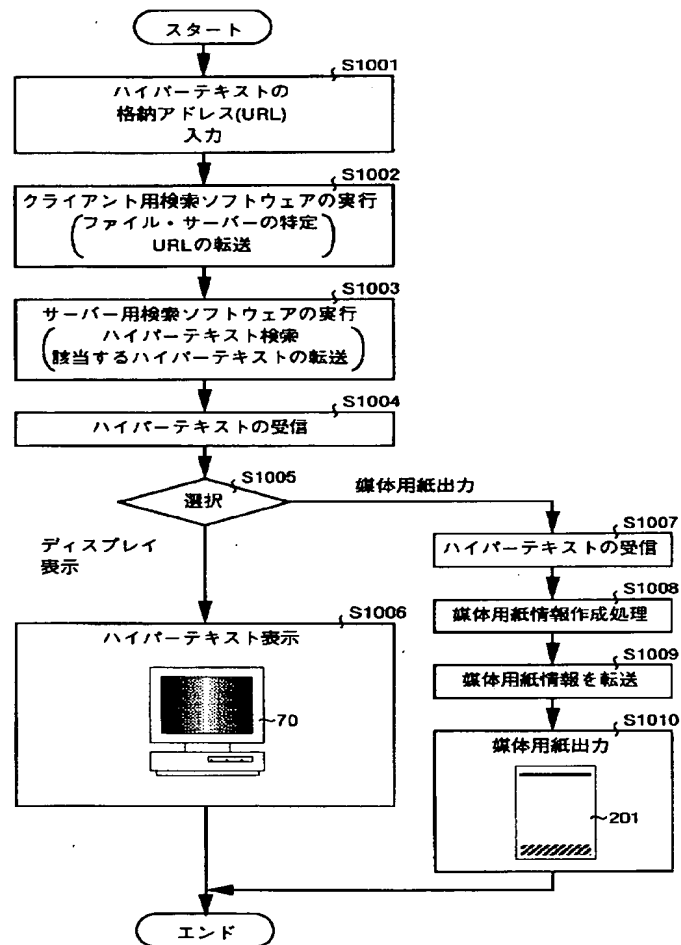 スタート
S1001
ハイパーテキストの
格納アドレス(URL)
入力
S1002
クライアント用検索ソフトウェアの実行
(ファイル・サーバーの特定
URLの転送)
S1003
サーバー用検索ソフトウェアの実行
(ハイパーテキスト検索
該当するハイパーテキストの転送)
S1004
ハイパーテキストの受信
S1005
選択
媒体用紙出力
ディスプレイ
表示
S1006
ハイパーテキスト表示
70
S1007
ハイパーテキストの受信
S1008
媒体用紙情報作成処理
S1009
媒体用紙情報を転送
S1010
媒体用紙出力
201
エンド